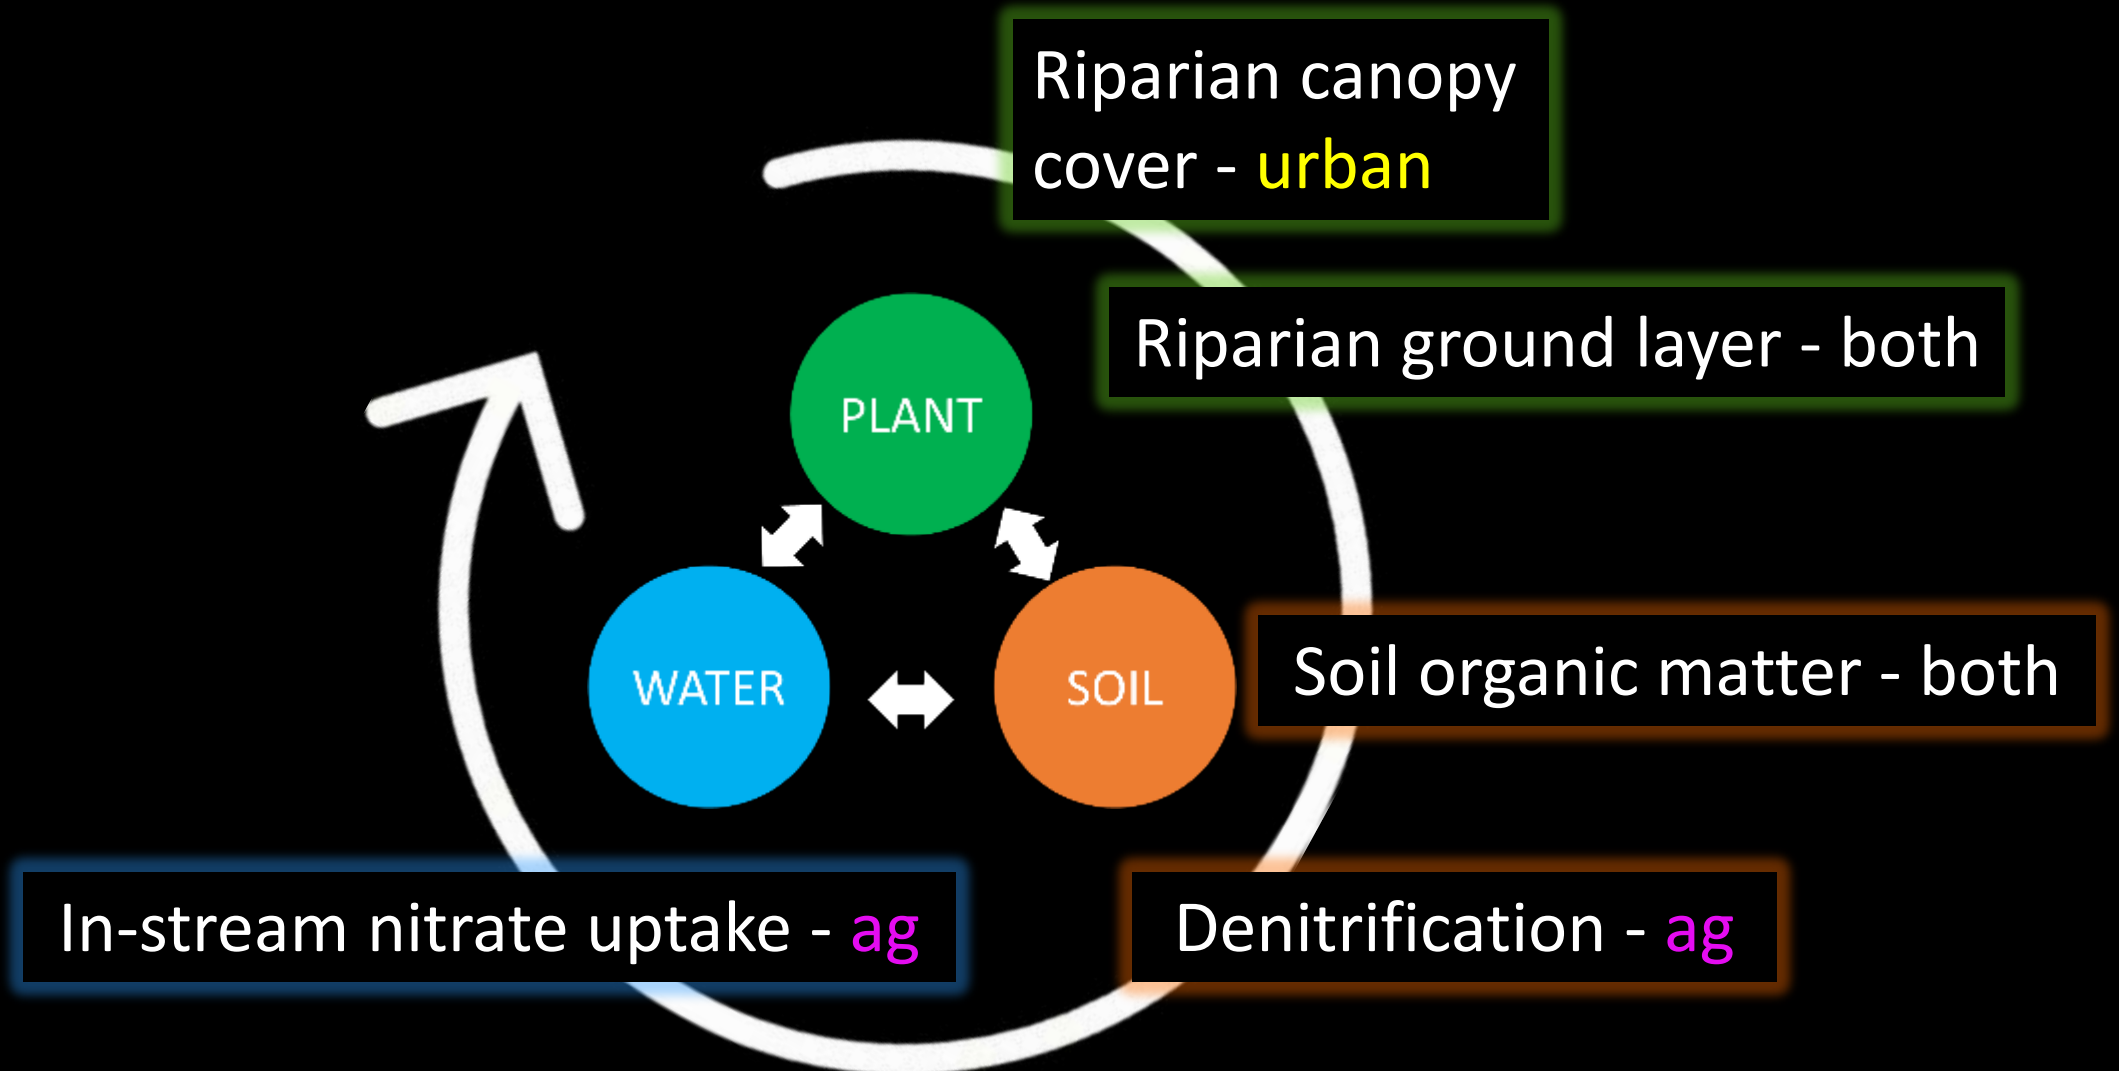 Riparian canopy
cover - urban
Riparian ground layer - both
PLANT
WATER
SOIL
Soil organic matter - both
In-stream nitrate uptake - ag
Denitrification - ag